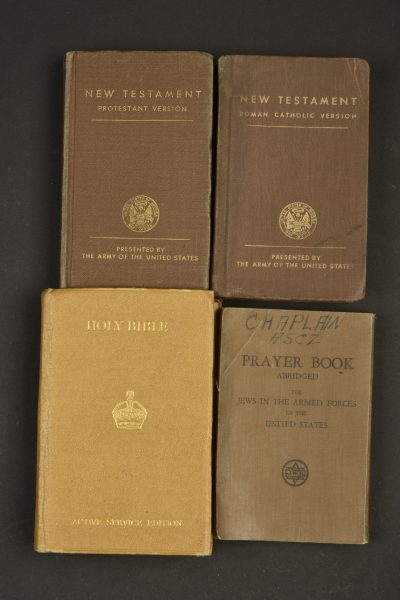 NEW TESTAMENT
PROTESTANT VERSION
PRESENTED BY
THE ARMY OF THE UNITED STATES
NEW TESTAMENT
ROMAN CATHOLIC VERSION
PRESENTED BY
THE ARMY OF THE UNITED STATES
HOLY BIBLE
ACTIVE SERVICE EDITION
CHAPLAIN
PRAYER BOOK
ABRIDGED
FOR
JEWS IN THE ARMED FORCES
OF THE
UNITED STATES